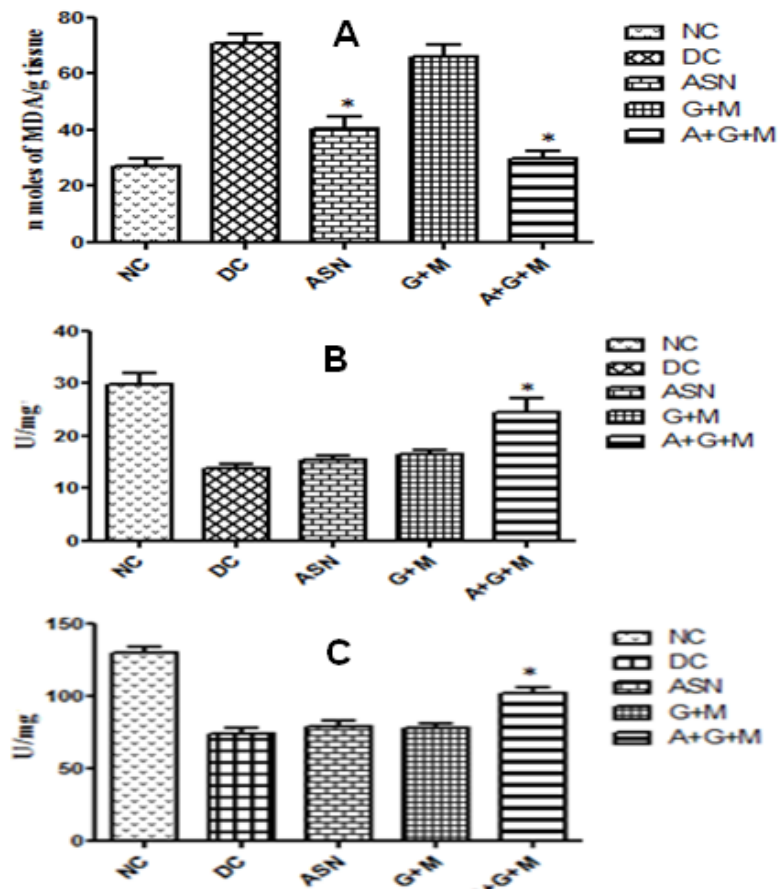 A
n moles of MDA/g tissue
80
60
40
20
0
*
*
NC
DC
ASN
G+M
A+G+M
NC
DC
ASN
G+M
A+G+M
B
U/mg
40
30
20
10
0
*
NC
DC
ASN
G+M
A+G+M
NC
DC
ASN
G+M
A+G+M
C
U/mg
150
100
50
0
*
NC
DC
ASN
G+M
A+G+M
NC
DC
ASN
G+M
A+G+M